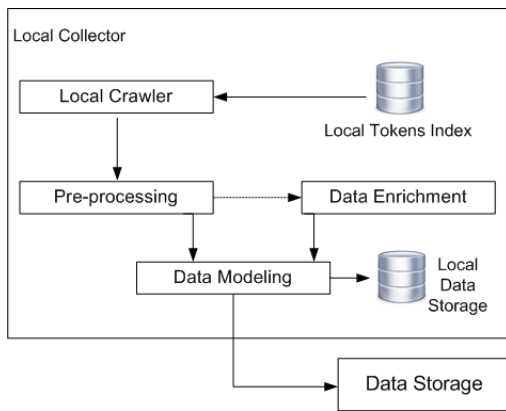 Local Collector
Local Crawler
Local Tokens Index
Pre-processing
Data Enrichment
Data Modeling
Local
Data
Storage
Data Storage